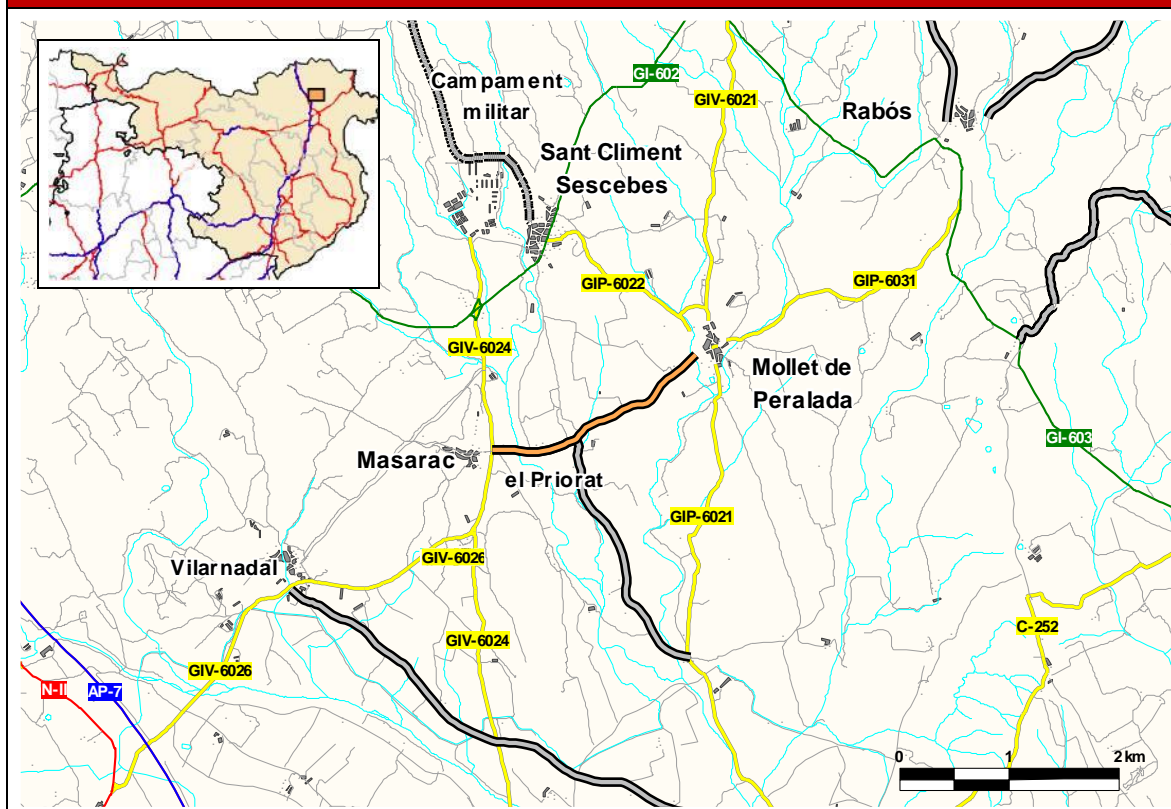 GI-602
Campament
militar
GIV-6021
Rabós
Sant Climent
Sescebes
GIP-6022
GIP-6031
GIV-6024
Mollet de
Peralada
GI-603
Masarac
el Priorat
GIP-6021
Vilarnadal
GIV-6026
C-252
GIV-6024
GIV-6026
N-II
AP-7
0
1
2 km